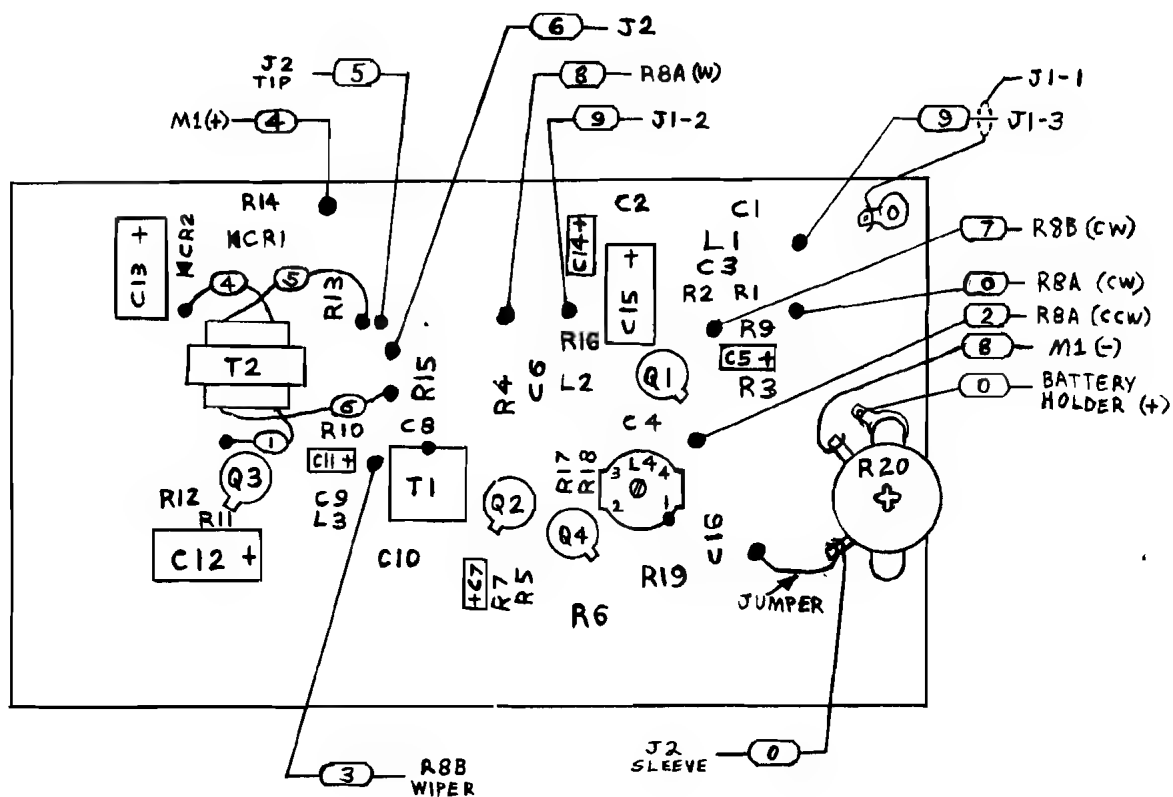 6 J2
J2 TIP 5
8 R8A (W)
J1-1
M1(+) 4
9 J1-2
9 J1-3
R14
C2
C1
0
CR2
CR1
C14+
L1
7 R8B (CW)
+
C13
4
5
R13
+
C15
C3
R2 R1
0 R8A (CW)
R16
R9
2 R8A (CCW)
T2
R15
R4
C6
L2
Q1
C5 +
R3
8 M1 (-)
6
R10
C8
C4
0 BATTERY
HOLDER (+)
1
C11 +
T1
R17
R18
3 L4 4
2 1
R20
Q3
R12
R11
C9
L3
Q2
Q4
C16
C12 +
C10
+C7
R7
R5
R19
JUMPER
R6
J2
SLEEVE 0
3 R8B
WIPER